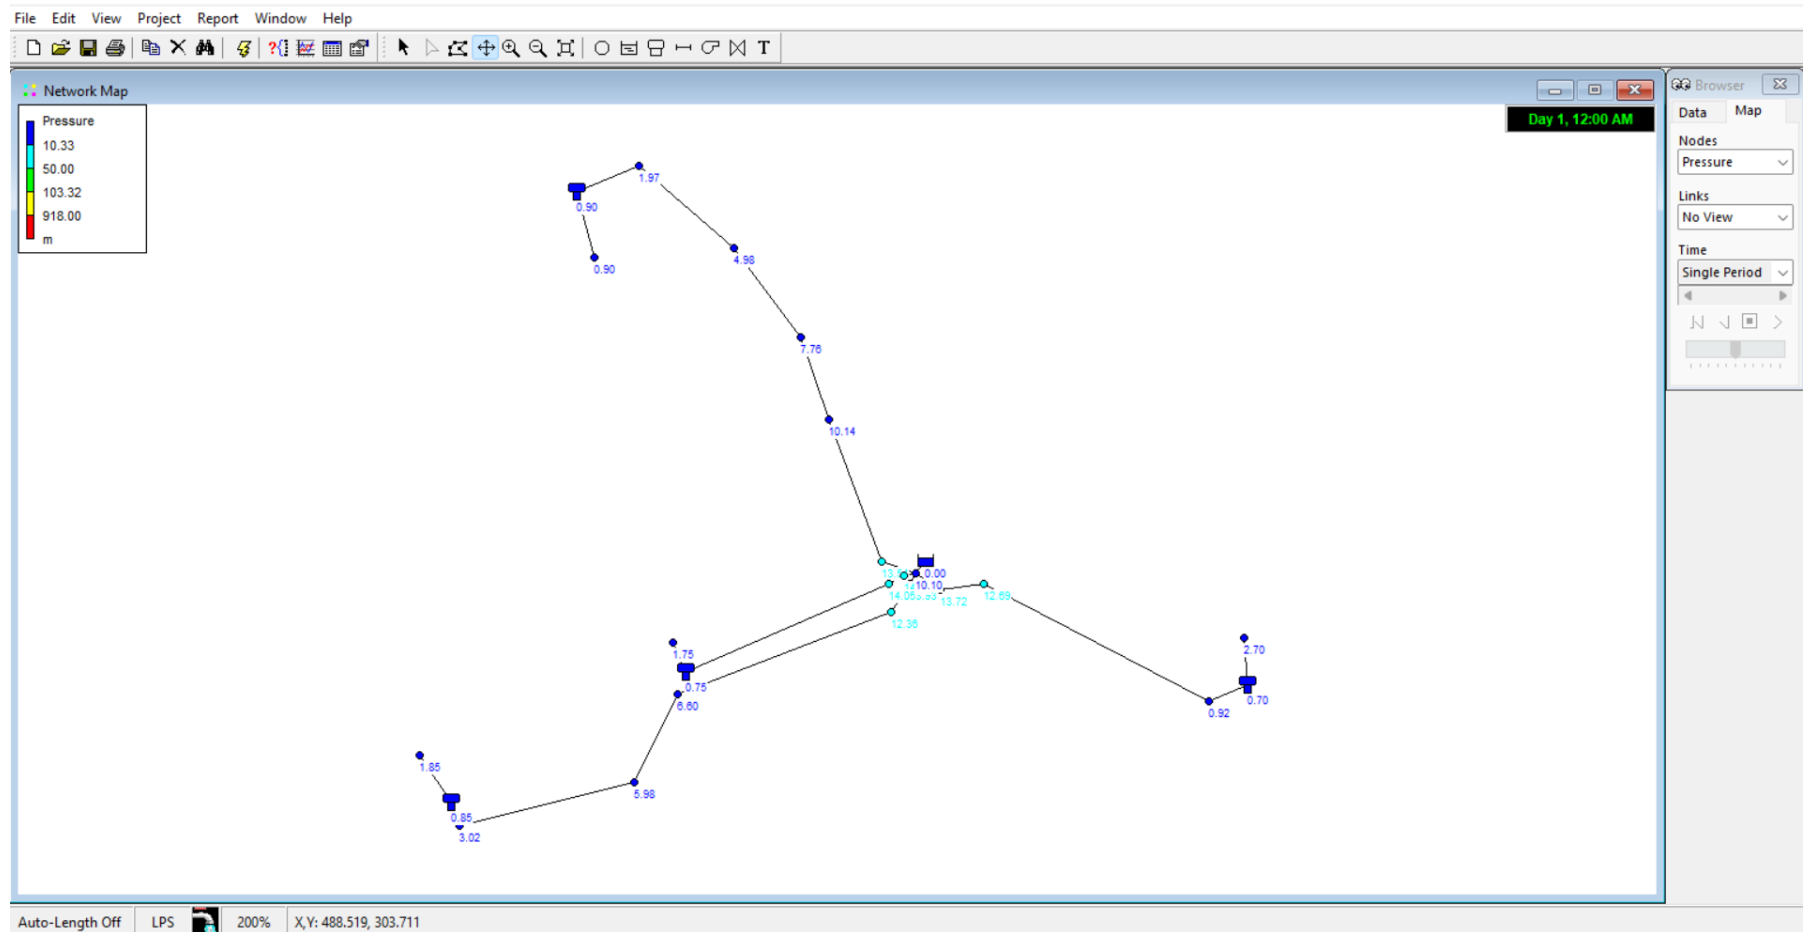 File Edit View Project Report Window Help
T
Network Map
Browser
Data Map
Day 1, 12:00 AM
Pressure
10.33
50.00
103.32
918.00
m
Nodes
Pressure
Links
No View
Time
Single Period
1.97
0.90
4.98
0.90
7.76
10.14
0.00
10.10
14.05
13.72
12.69
12.36
1.75
2.70
0.75
0.70
6.60
0.92
1.85
5.98
0.85
3.02
Auto-Length Off LPS 200% X,Y: 488.519, 303.711